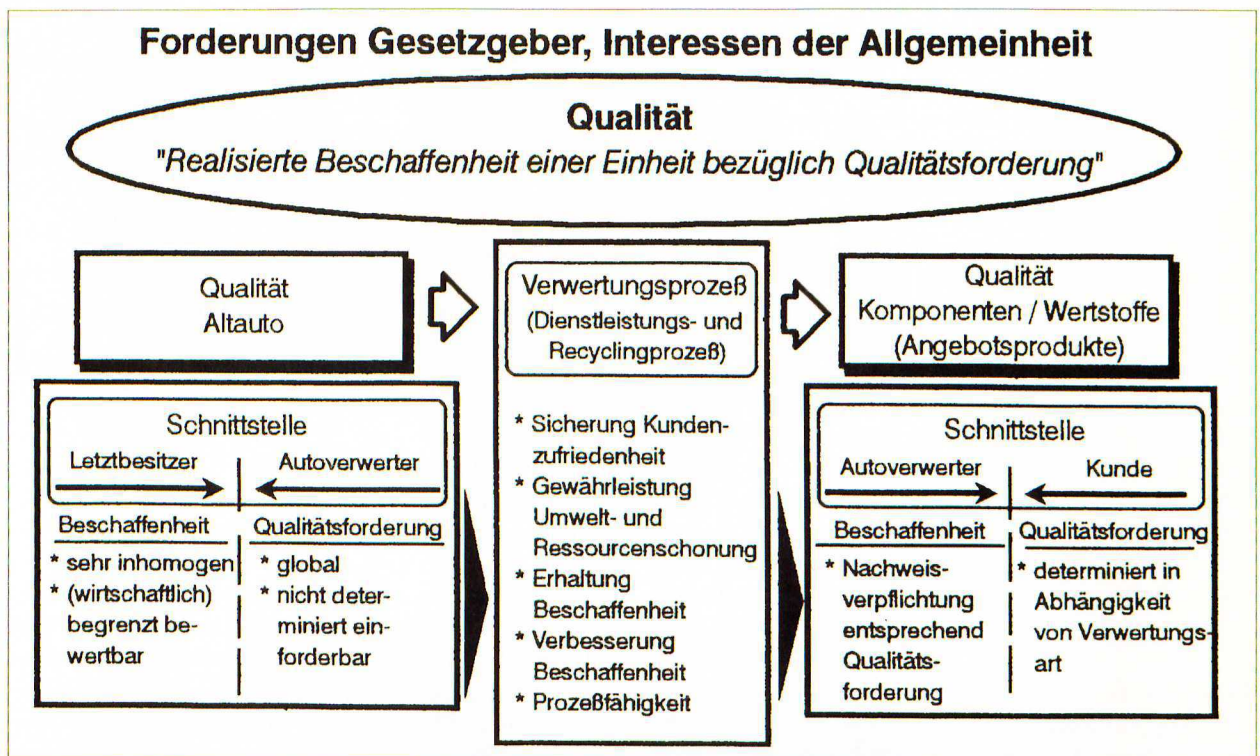 Forderungen Gesetzgeber, Interessen der Allgemeinheit
Qualität
"Realisierte Beschaffenheit einer Einheit bezüglich Qualitätsforderung"
Qualität
Altauto
Schnittstelle
Letztbesitzer
Autoverwerter
Beschaffenheit
* sehr inhomogen
* (wirtschaftlich)
begrenzt be-
wertbar
Qualitätsforderung
* global
* nicht deter-
miniert ein-
forderbar
Verwertungsprozeß
(Dienstleistungs- und
Recyclingprozeß)
* Sicherung Kunden-
zufriedenheit
* Gewährleistung
Umwelt- und
Ressourcenschonung
* Erhaltung
Beschaffenheit
* Verbesserung
Beschaffenheit
* Prozeßfähigkeit
Qualität
Komponenten / Wertstoffe
(Angebotsprodukte)
Schnittstelle
Autoverwerter
Kunde
Beschaffenheit
* Nachweis-
verpflichtung
entsprechend
Qualitäts-
forderung
Qualitätsforderung
* determiniert in
Abhängigkeit
von Verwertungs-
art